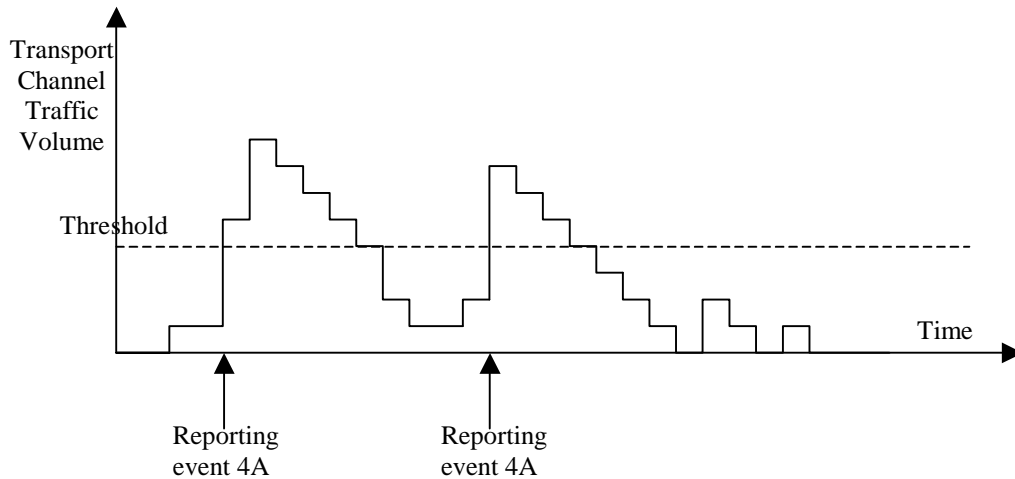 Transport
Channel
Traffic
Volume
Threshold
Time
Reporting
event 4A
Reporting
event 4A